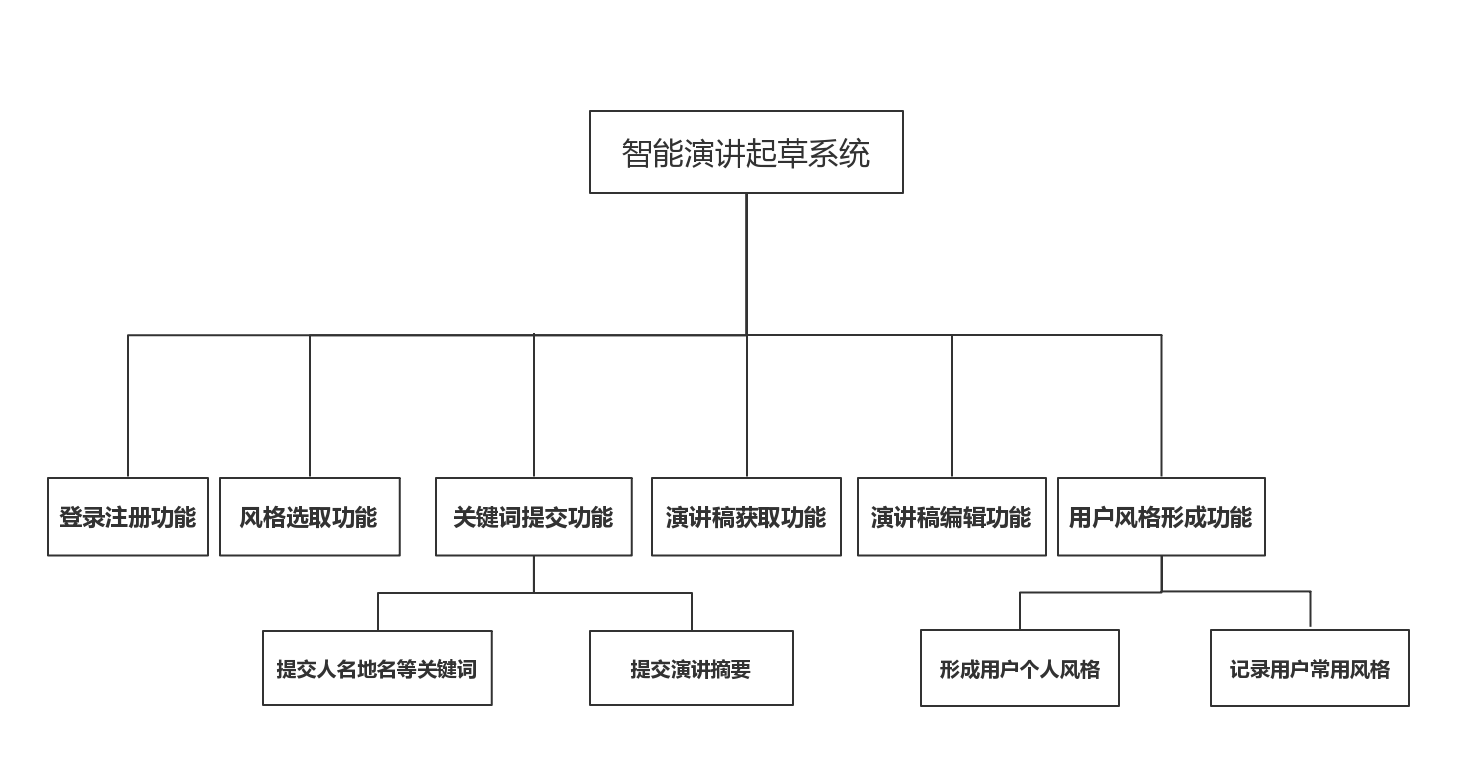 智能演讲起草系统
登录注册功能
风格选取功能
关键词提交功能
演讲稿获取功能
演讲稿编辑功能
用户风格形成功能
提交人名地名等关键词
提交演讲摘要
形成用户个人风格
记录用户常用风格